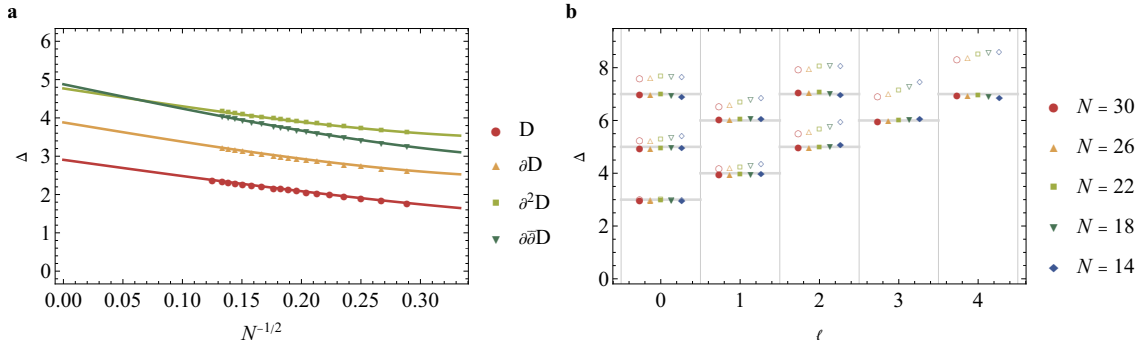 a
6
5
4
Δ
3
2
1
0
0.00 0.05 0.10 0.15 0.20 0.25 0.30
N^{-1/2}
D
∂D
∂²D
∂∂̄D
b
8
6
Δ
4
2
0
0 1 2 3 4
ℓ
N = 30
N = 26
N = 22
N = 18
N = 14